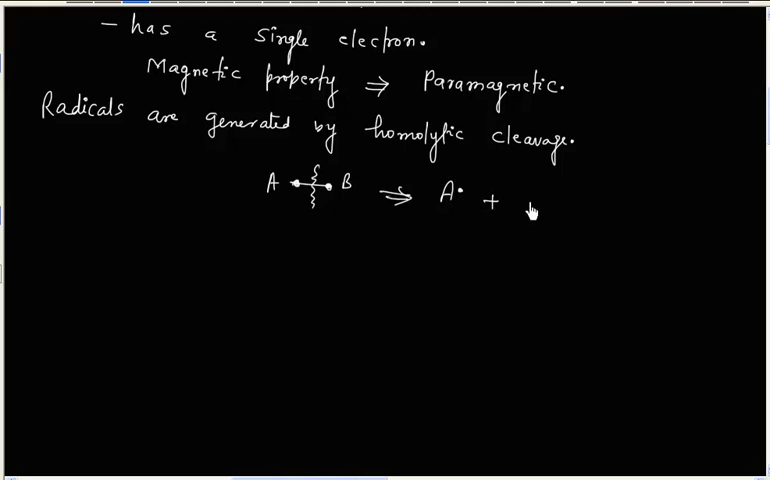 - has a single electron.
Magnetic property ⇒ Paramagnetic.
Radicals are generated by homolytic cleavage.
A B ⇒ A• +